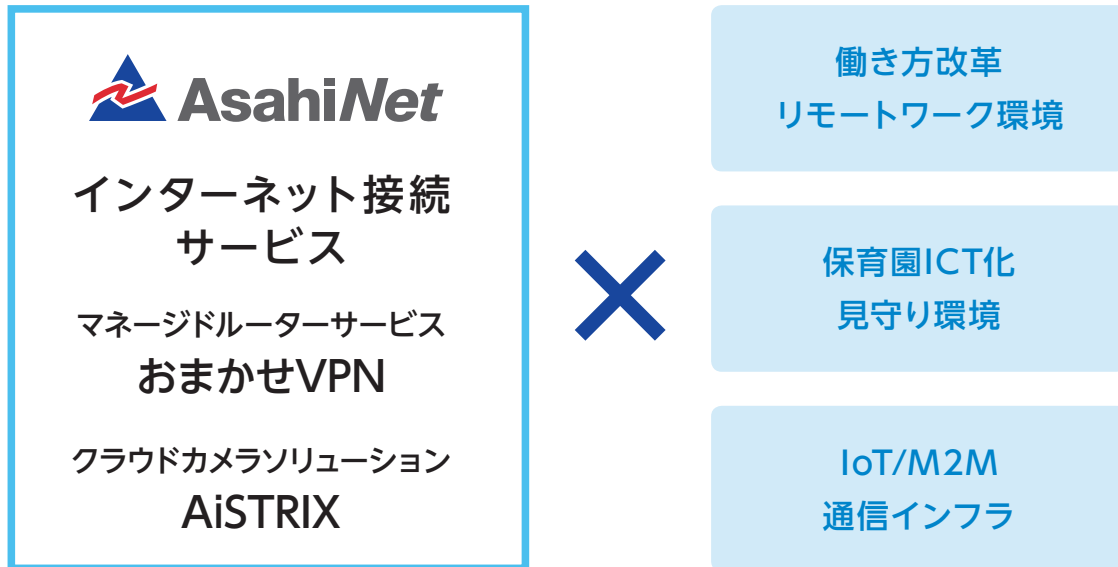 AsahiNet
インターネット接続
サービス
マネージドルーターサービス
おまかせVPN
クラウドカメラソリューション
AiSTRIX
×
働き方改革
リモートワーク環境
保育園ICT化
見守り環境
IoT/M2M
通信インフラ